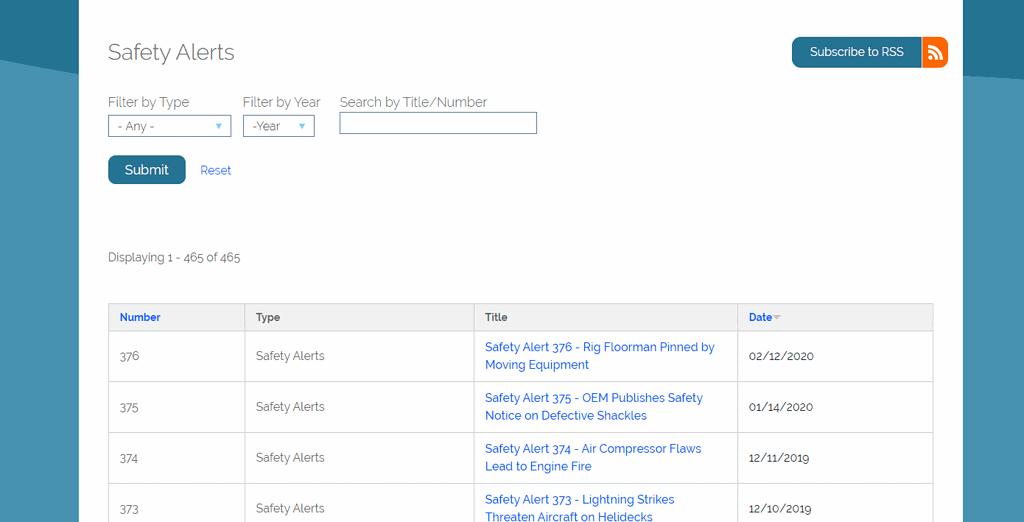 Safety Alerts
Subscribe to RSS
Filter by Type Filter by Year Search by Title/Number
- Any - -Year
Submit Reset
Displaying 1 - 465 of 465
Number Type Title Date
376 Safety Alerts Safety Alert 376 - Rig Floorman Pinned by
Moving Equipment 02/12/2020
375 Safety Alerts Safety Alert 375 - OEM Publishes Safety
Notice on Defective Shackles 01/14/2020
374 Safety Alerts Safety Alert 374 - Air Compressor Flaws
Lead to Engine Fire 12/11/2019
373 Safety Alerts Safety Alert 373 - Lightning Strikes
Threaten Aircraft on Helidecks 12/10/2019